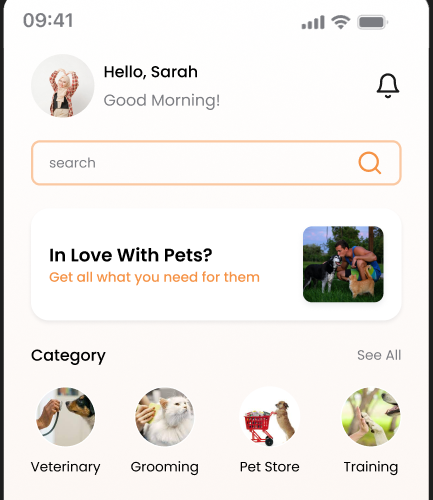 09:41
Hello, Sarah
Good Morning!
search
In Love With Pets?
Get all what you need for them
Category
See All
Veterinary
Grooming
Pet Store
Training